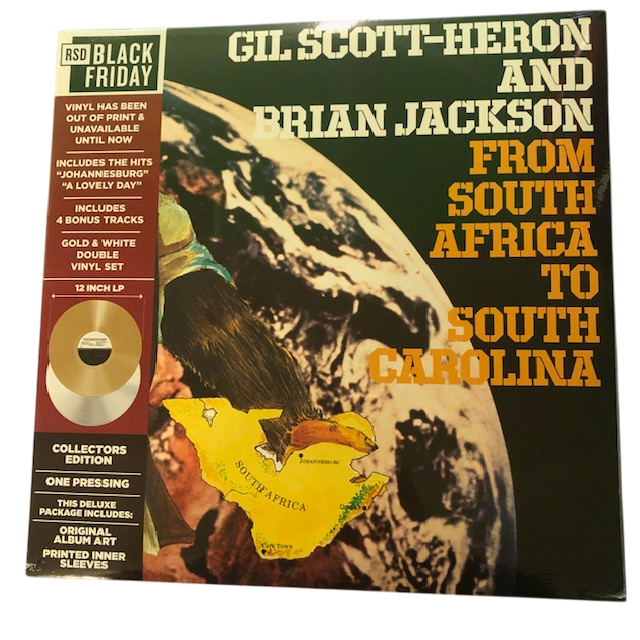 RSD BLACK
FRIDAY
VINYL HAS BEEN
OUT OF PRINT &
UNAVAILABLE
UNTIL NOW
INCLUDES THE HITS
"JOHANNESBURG"
"A LOVELY DAY"
INCLUDES
4 BONUS TRACKS
GOLD & WHITE
DOUBLE
VINYL SET
12 INCH LP
COLLECTORS
EDITION
ONE PRESSING
THIS DELUXE
PACKAGE INCLUDES:
ORIGINAL
ALBUM ART
PRINTED INNER
SLEEVES
GIL SCOTT-HERON
AND
BRIAN JACKSON
FROM
SOUTH
AFRICA
TO
SOUTH
CAROLINA
JOHANNESBURG
SOUTH AFRICA
CAPE TOWN